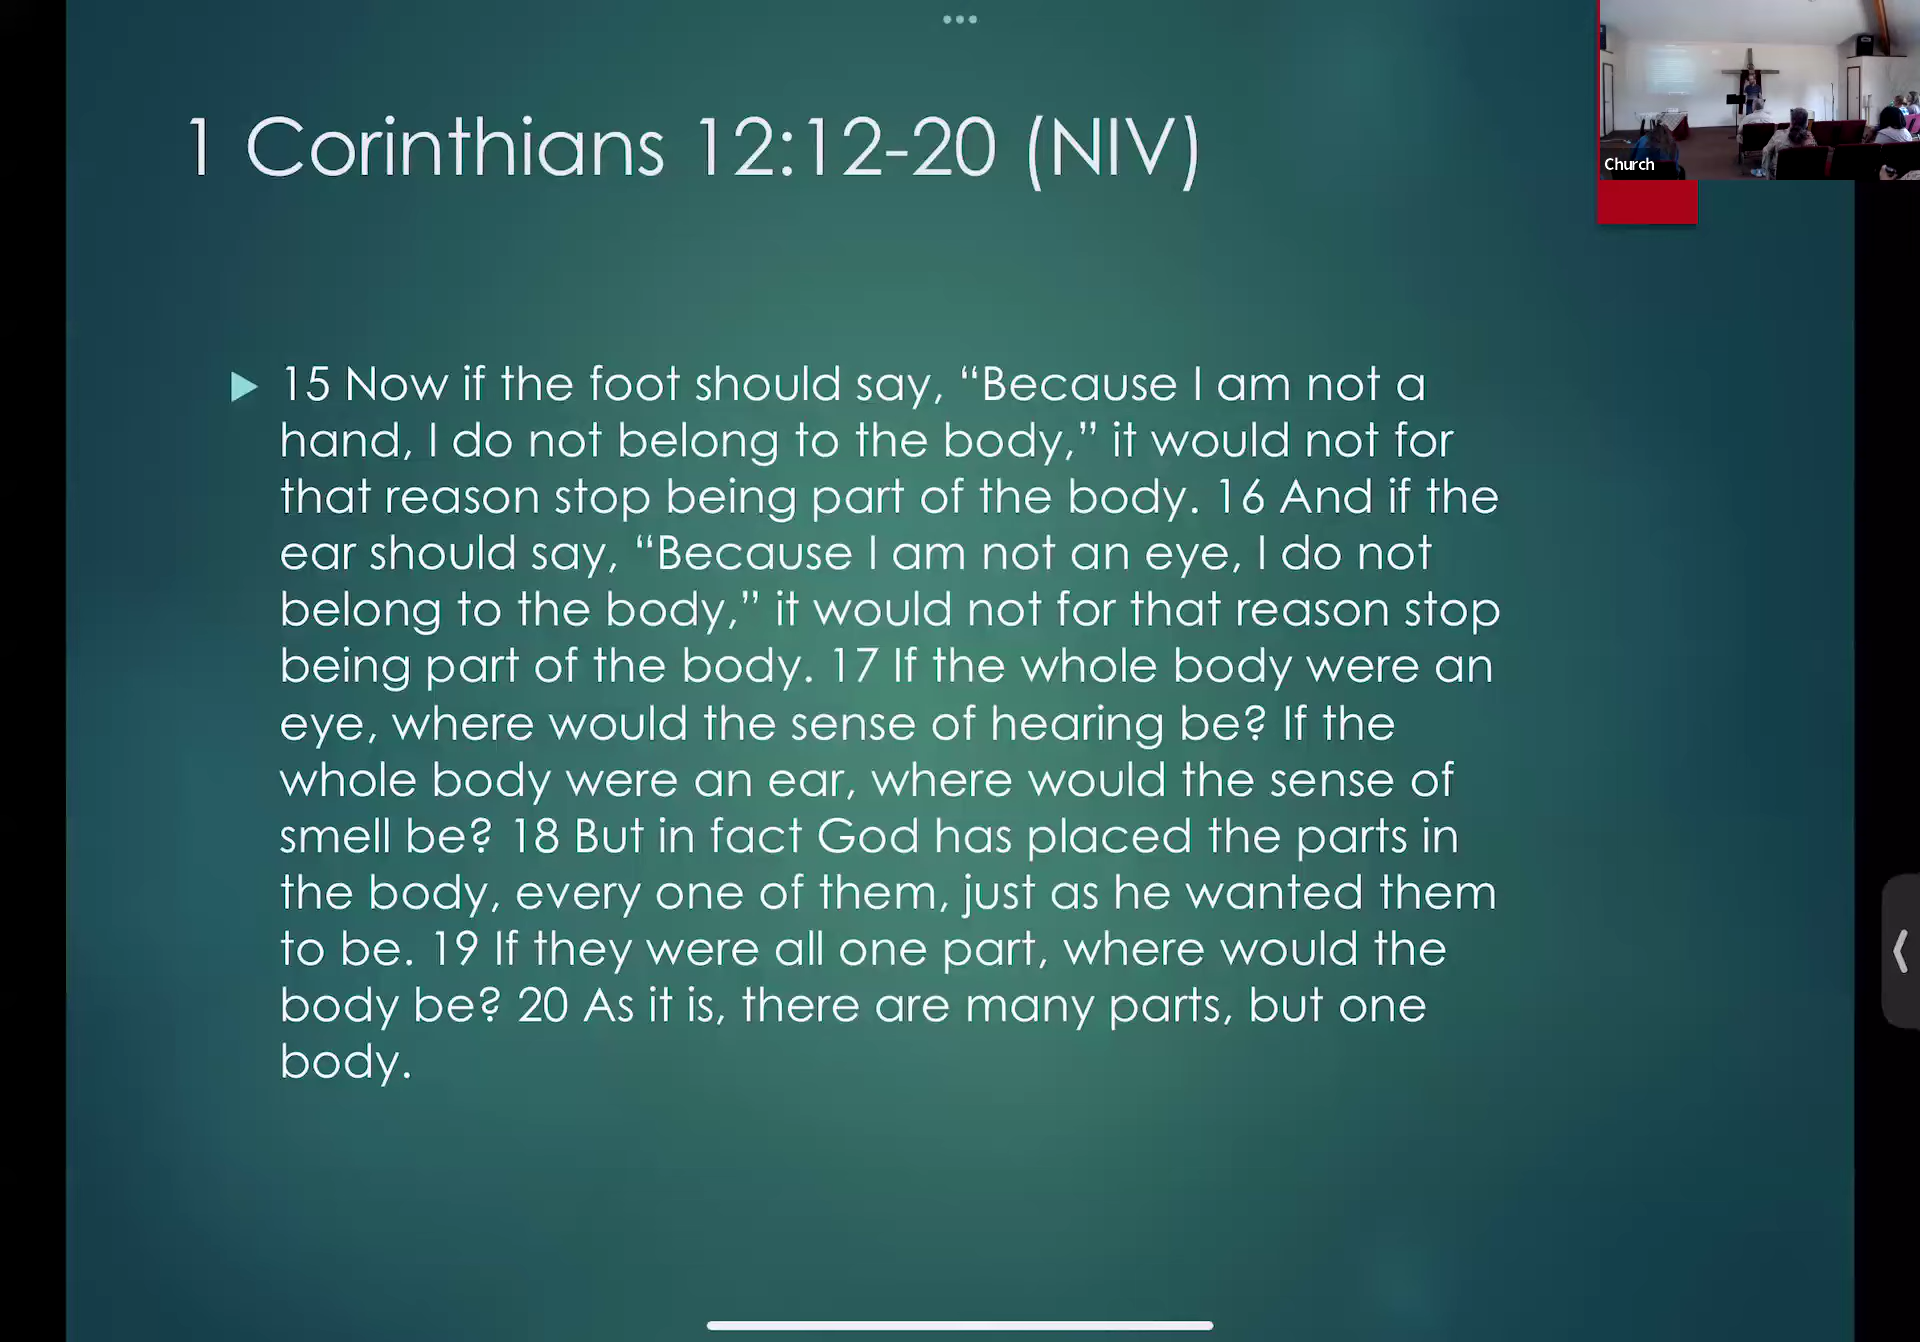 1 Corinthians 12:12-20 (NIV)
Church
15 Now if the foot should say, “Because I am not a
hand, I do not belong to the body,” it would not for
that reason stop being part of the body. 16 And if the
ear should say, “Because I am not an eye, I do not
belong to the body,” it would not for that reason stop
being part of the body. 17 If the whole body were an
eye, where would the sense of hearing be? If the
whole body were an ear, where would the sense of
smell be? 18 But in fact God has placed the parts in
the body, every one of them, just as he wanted them
to be. 19 If they were all one part, where would the
body be? 20 As it is, there are many parts, but one
body.